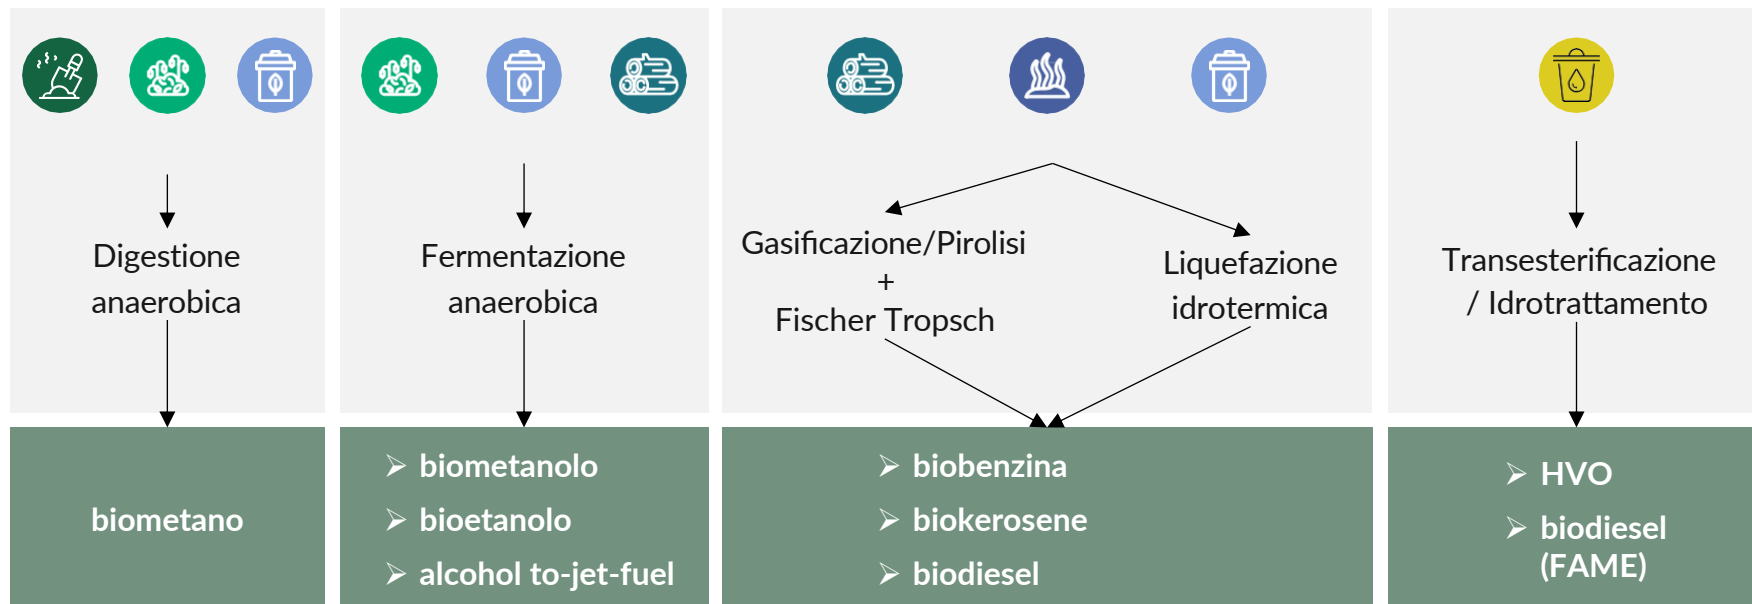 Digestione
anaerobica
biometano
Fermentazione
anaerobica
biometanolo
bioetanolo
alcohol to-jet-fuel
Gasificazione/Pirolisi
+
Fischer Tropsch
Liquefazione
idrotermica
biobenzina
biokerosene
biodiesel
Transesterificazione
/ Idrotrattamento
HVO
biodiesel
(FAME)